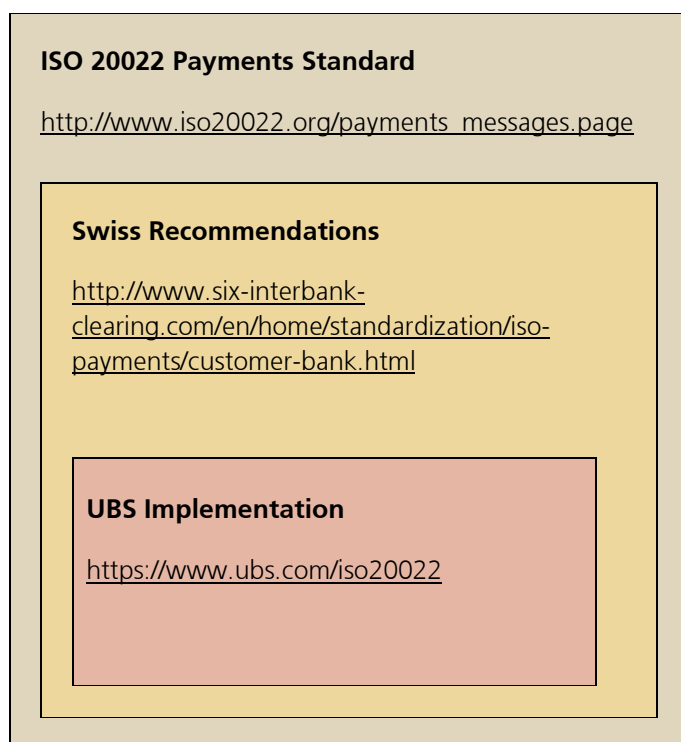 ISO 20022 Payments Standard
http://www.iso20022.org/payments_messages.page
Swiss Recommendations
http://www.six-interbank-
clearing.com/en/home/standardization/iso-
payments/customer-bank.html
UBS Implementation
https://www.ubs.com/iso20022